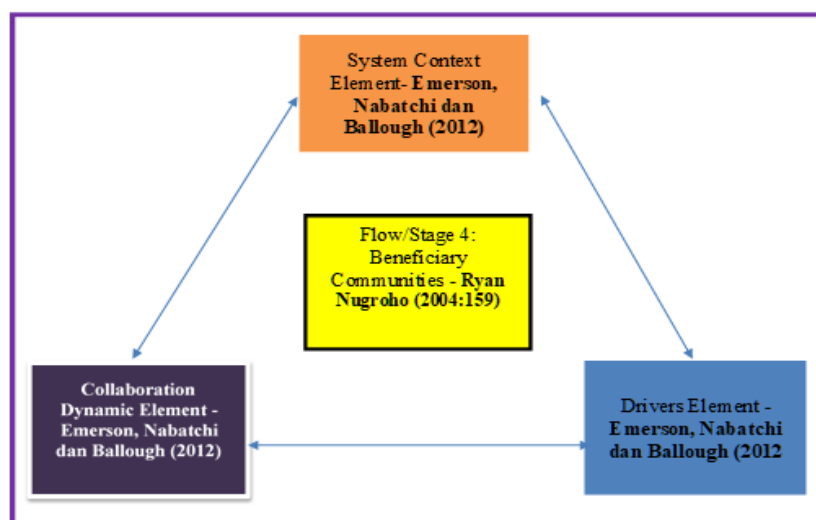 System Context
Element- Emerson,
Nabatchi dan
Ballough (2012)
Flow/Stage 4:
Beneficiary
Communities - Ryan
Nugroho (2004:159)
Collaboration
Dynamic Element -
Emerson, Nabatchi
dan Ballough (2012)
Drivers Element -
Emerson, Nabatchi
dan Ballough (2012